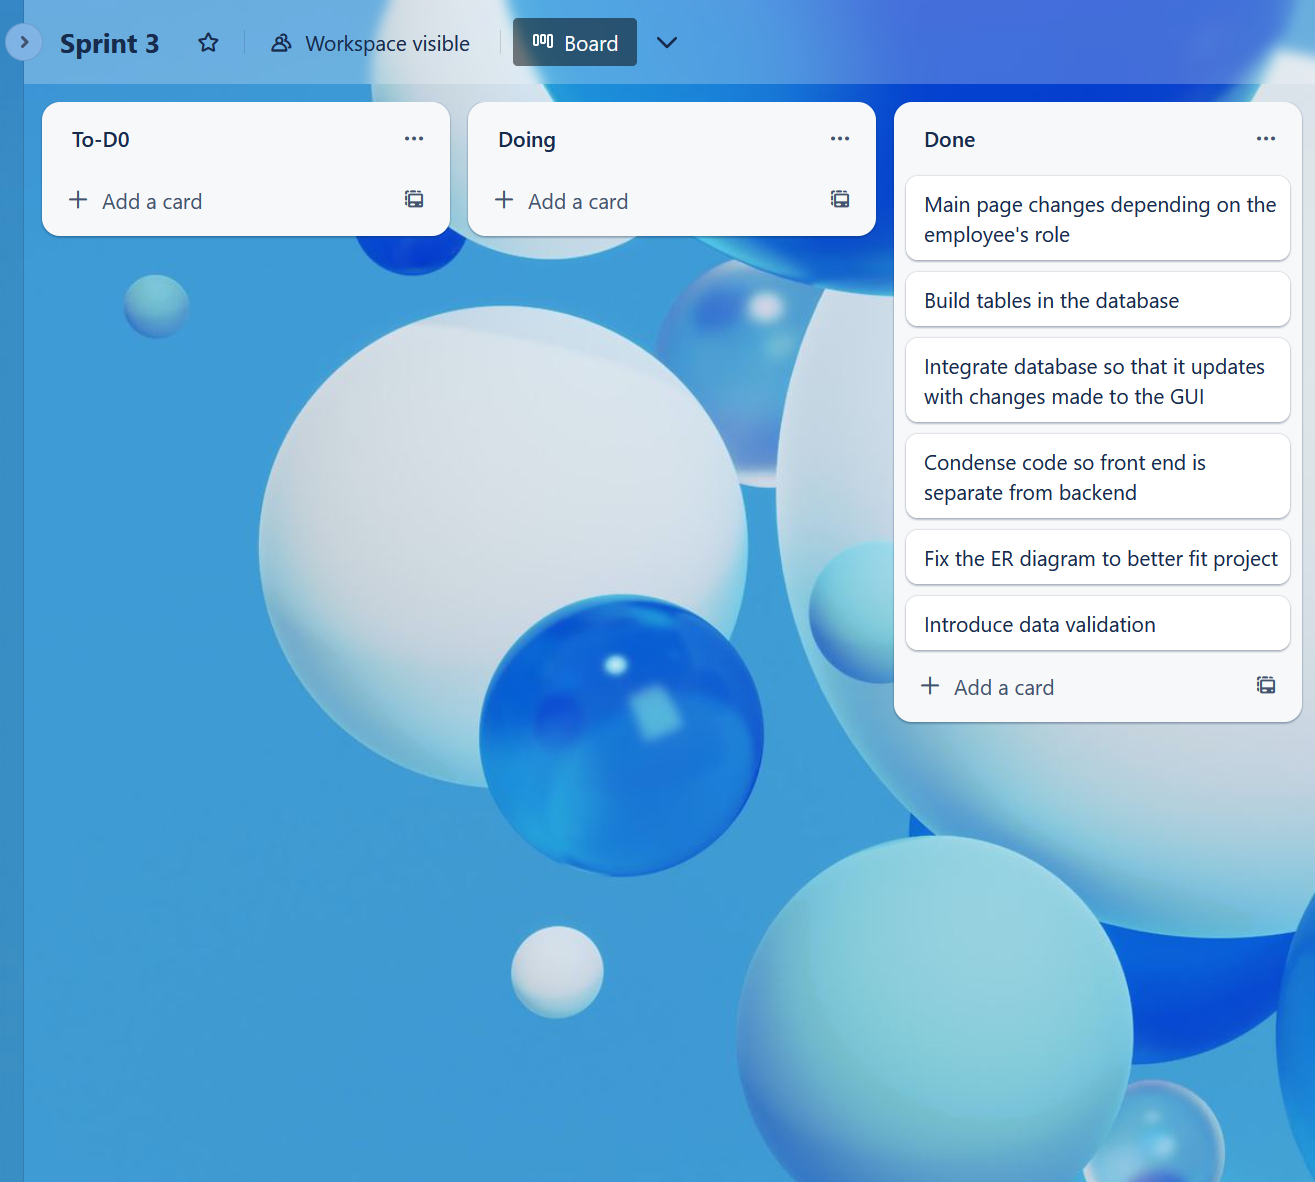 Sprint 3
Workspace visible
Board
To-D0
Add a card
Doing
Add a card
Done
Main page changes depending on the
employee's role
Build tables in the database
Integrate database so that it updates
with changes made to the GUI
Condense code so front end is
separate from backend
Fix the ER diagram to better fit project
Introduce data validation
Add a card